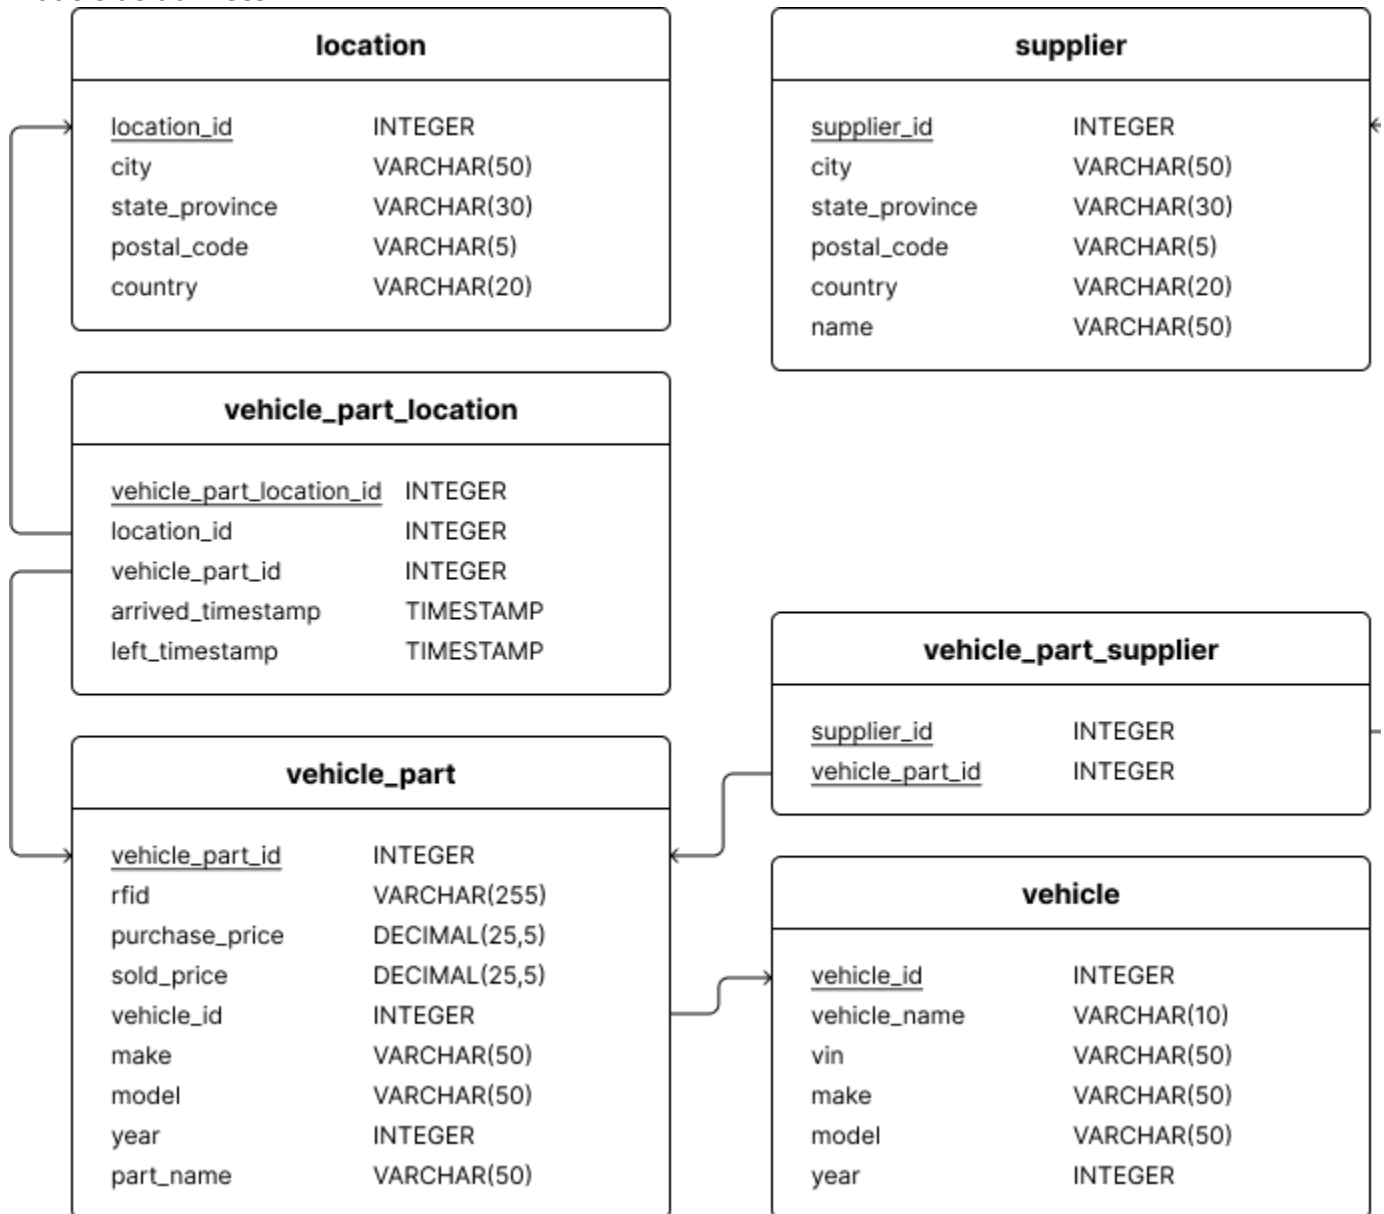 location
location_id INTEGER
city VARCHAR(50)
state_province VARCHAR(30)
postal_code VARCHAR(5)
country VARCHAR(20)
supplier
supplier_id INTEGER
city VARCHAR(50)
state_province VARCHAR(30)
postal_code VARCHAR(5)
country VARCHAR(20)
name VARCHAR(50)
vehicle_part_location
vehicle_part_location_id INTEGER
location_id INTEGER
vehicle_part_id INTEGER
arrived_timestamp TIMESTAMP
left_timestamp TIMESTAMP
vehicle_part_supplier
supplier_id INTEGER
vehicle_part_id INTEGER
vehicle_part
vehicle_part_id INTEGER
rfid VARCHAR(255)
purchase_price DECIMAL(25,5)
sold_price DECIMAL(25,5)
vehicle_id INTEGER
make VARCHAR(50)
model VARCHAR(50)
year INTEGER
part_name VARCHAR(50)
vehicle
vehicle_id INTEGER
vehicle_name VARCHAR(10)
vin VARCHAR(50)
make VARCHAR(50)
model VARCHAR(50)
year INTEGER